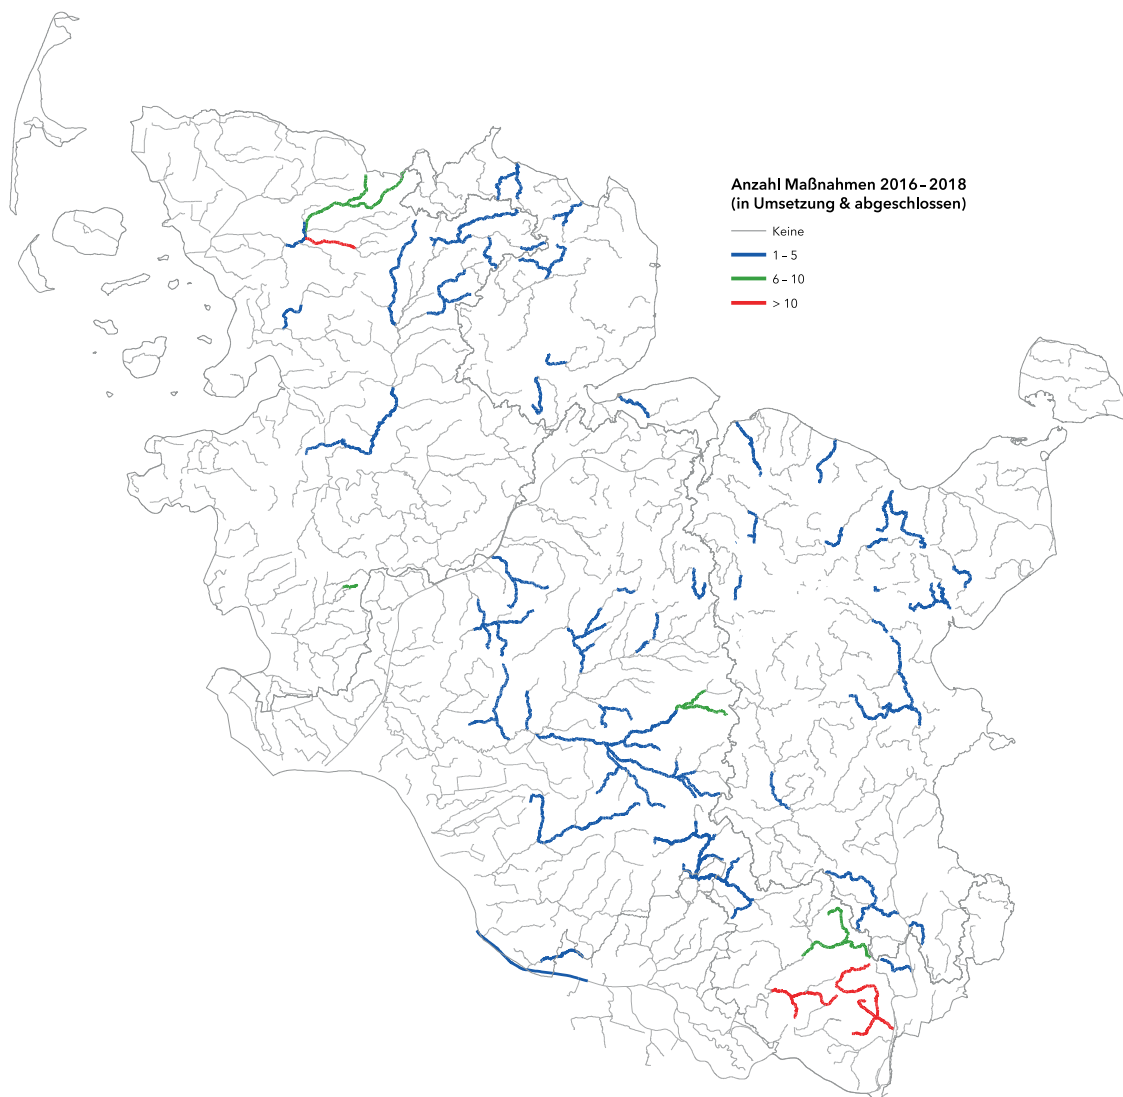 Anzahl Maßnahmen 2016–2018
(in Umsetzung & abgeschlossen)
Keine
1–5
6–10
> 10